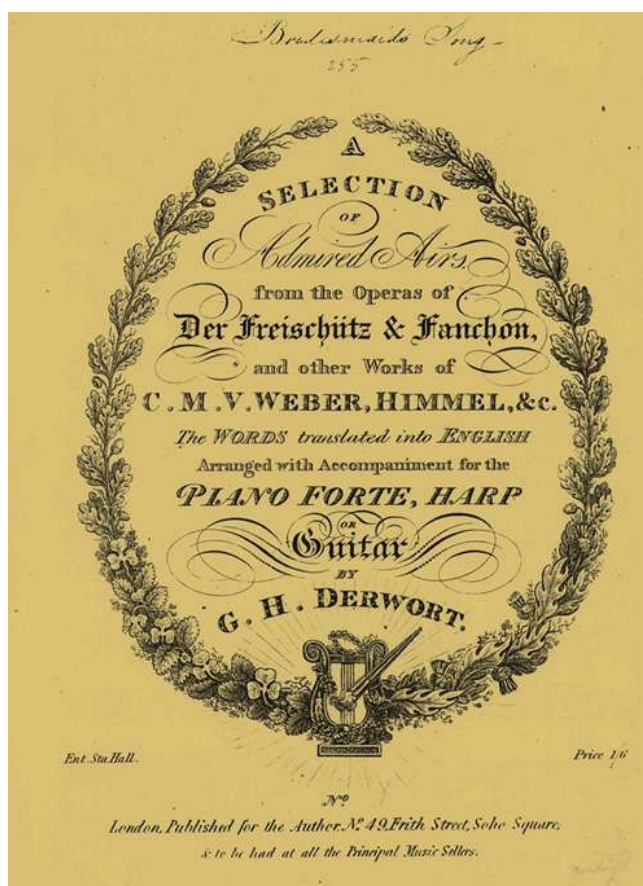 Bridesmaids Song -
255
A
SELECTION
OF
Admired Airs,
from the Operas of
Der Freischütz & Fanchon,
and other Works of
C. M. V. WEBER, HIMMEL, &c.
The WORDS translated into ENGLISH
Arranged with Accompaniment for the
PIANO FORTE, HARP
OR
Guitar
BY
G. H. DERWORT.
Ent. Sta. Hall.
Price 1/6
No
London, Published for the Author, No 49, Frith Street, Soho Square,
& to be had at all the Principal Music Sellers.